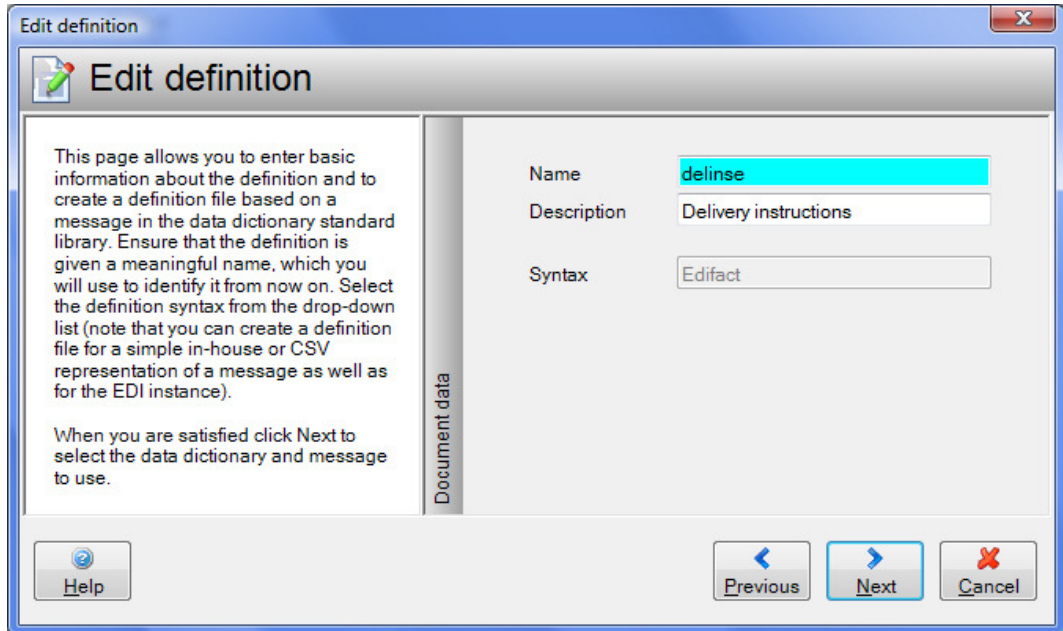 Edit definition
Edit definition
This page allows you to enter basic
information about the definition and to
create a definition file based on a
message in the data dictionary standard
library. Ensure that the definition is
given a meaningful name, which you
will use to identify it from now on. Select
the definition syntax from the drop-down
list (note that you can create a definition
file for a simple in-house or CSV
representation of a message as well as
for the EDI instance).
When you are satisfied click Next to
select the data dictionary and message
to use.
Document data
Name delinse
Description Delivery instructions
Syntax Edifact
Help
Previous
Next
Cancel